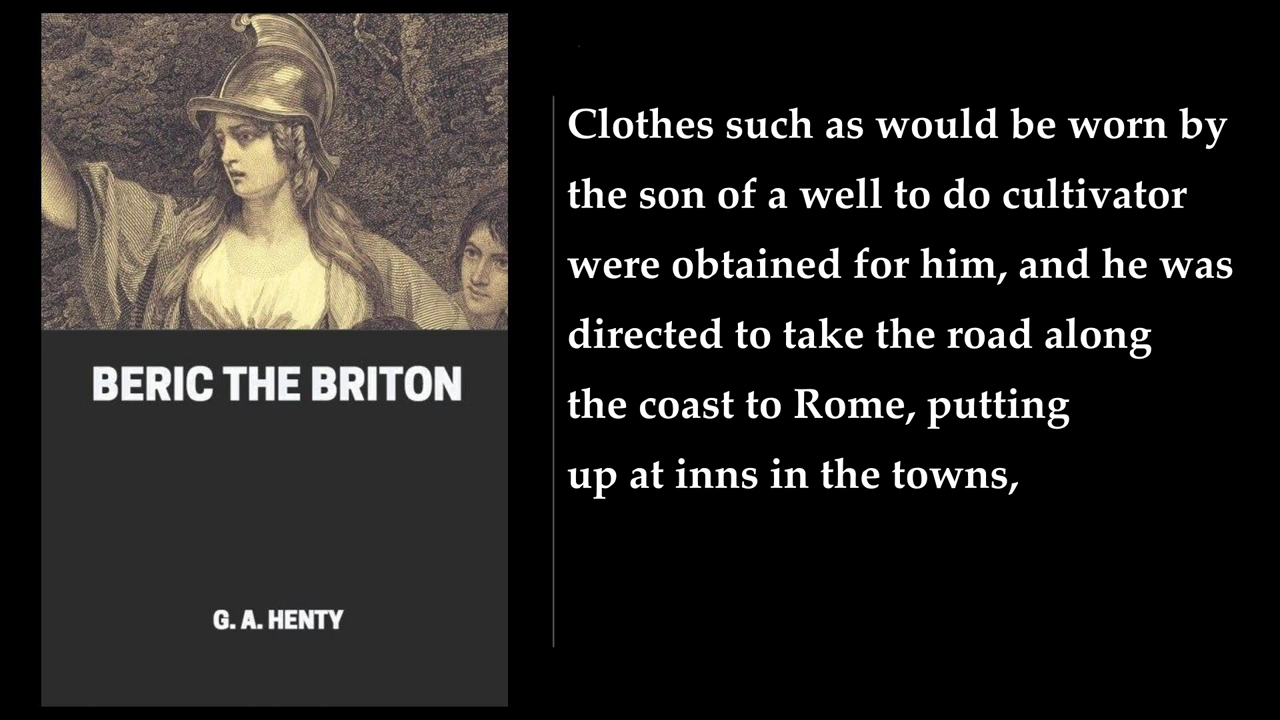 BERIC THE BRITON
G. A. HENTY
Clothes such as would be worn by
the son of a well to do cultivator
were obtained for him, and he was
directed to take the road along
the coast to Rome, putting
up at inns in the towns,